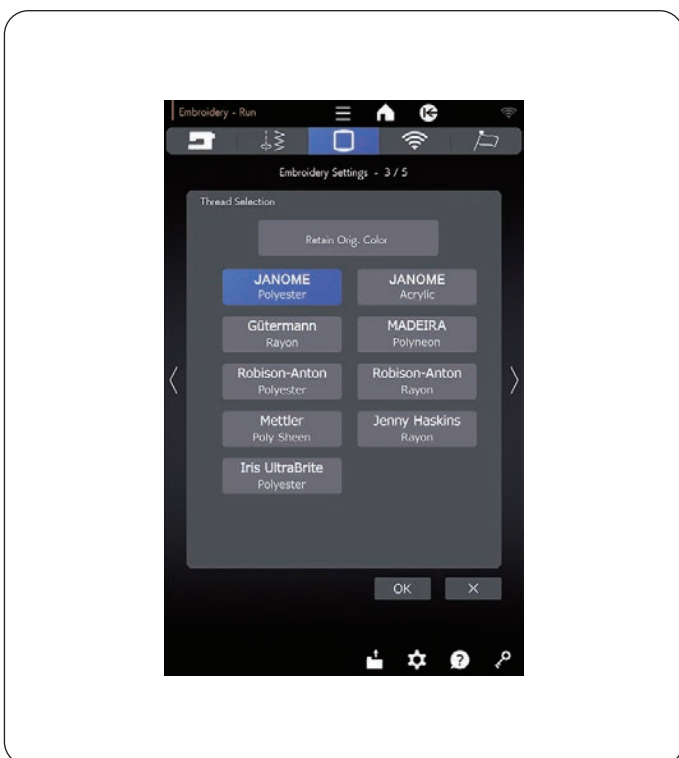 Embroidery - Run
Embroidery Settings - 3 / 5
Thread Selection
Retain Orig. Color
JANOME
Polyester
JANOME
Acrylic
Gütermann
Rayon
MADEIRA
Polyneon
Robison-Anton
Polyester
Robison-Anton
Rayon
Mettler
Poly Sheen
Jenny Haskins
Rayon
Iris UltraBrite
Polyester
OK